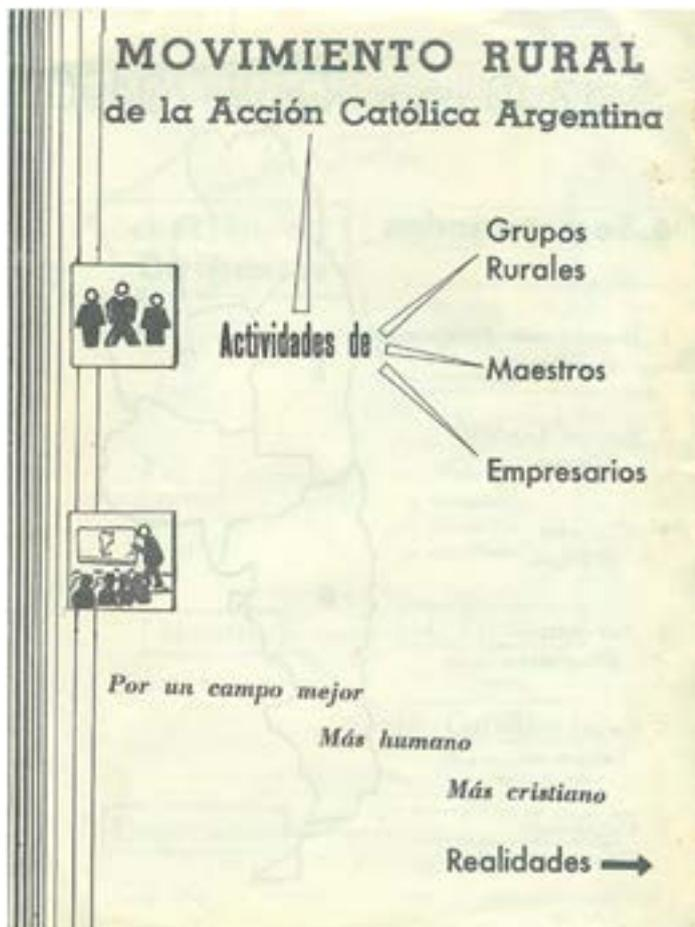 MOVIMIENTO RURAL
de la Acción Católica Argentina
Grupos
Rurales
Actividades de
Maestros
Empresarios
Por un campo mejor
Más humano
Más cristiano
Realidades